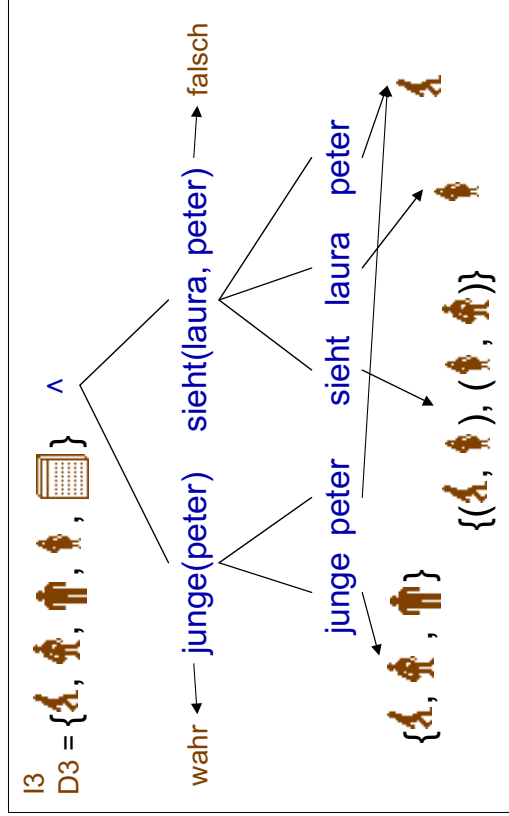 I3
D3 = { , , , , }
∧
wahr junge(peter) sieht(laura, peter) falsch
junge peter sieht laura peter
{ , , } {( , ), ( , )}